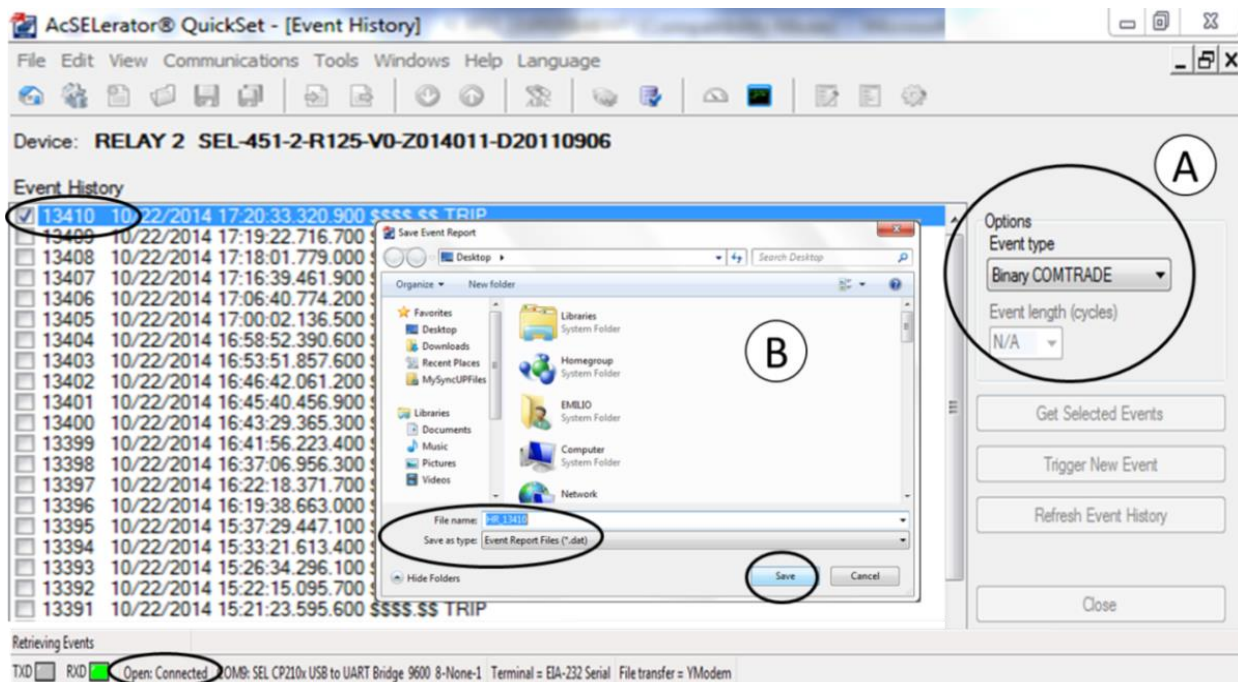 AcSELerator® QuickSet - [Event History]
File Edit View Communications Tools Windows Help Language
Device: RELAY 2 SEL-451-2-R125-V0-Z014011-D20110906
A
Event History
13410 10/22/2014 17:20:33.320.900 $$$$.$$ TRIP
13409 10/22/2014 17:19:22.716.700 $
13408 10/22/2014 17:18:01.779.000 $
13407 10/22/2014 17:16:39.461.900 $
13406 10/22/2014 17:06:40.774.200 $
13405 10/22/2014 17:00:02.136.500 $
13404 10/22/2014 16:58:52.390.600 $
13403 10/22/2014 16:53:51.857.600 $
13402 10/22/2014 16:46:42.061.200 $
13401 10/22/2014 16:45:40.456.900 $
13400 10/22/2014 16:43:29.365.300 $
13399 10/22/2014 16:41:56.223.400 $
13398 10/22/2014 16:37:06.956.300 $
13397 10/22/2014 16:22:18.371.700 $
13396 10/22/2014 16:19:38.663.000 $
13395 10/22/2014 15:37:29.447.100 $
13394 10/22/2014 15:33:21.613.400 $
13393 10/22/2014 15:26:34.296.100 $
13392 10/22/2014 15:22:15.095.700 $
13391 10/22/2014 15:21:23.595.600 $$$$.$$ TRIP
Save Event Report
Desktop
Search Desktop
Organize
New folder
Favorites
Desktop
Downloads
Recent Places
MySyncUPFiles
Libraries
Documents
Music
Pictures
Videos
Libraries
System Folder
Homegroup
System Folder
EMILIO
System Folder
Computer
System Folder
Network
B
File name: HR_13410
Save as type: Event Report Files (*.dat)
Hide Folders
Save
Cancel
Options
Event type
Binary COMTRADE
Event length (cycles)
N/A
Get Selected Events
Trigger New Event
Refresh Event History
Close
Retrieving Events
TXD RXD Open: Connected COM9: SEL CP210x USB to UART Bridge 9600 8-None-1 Terminal = EIA-232 Serial File transfer = YModem